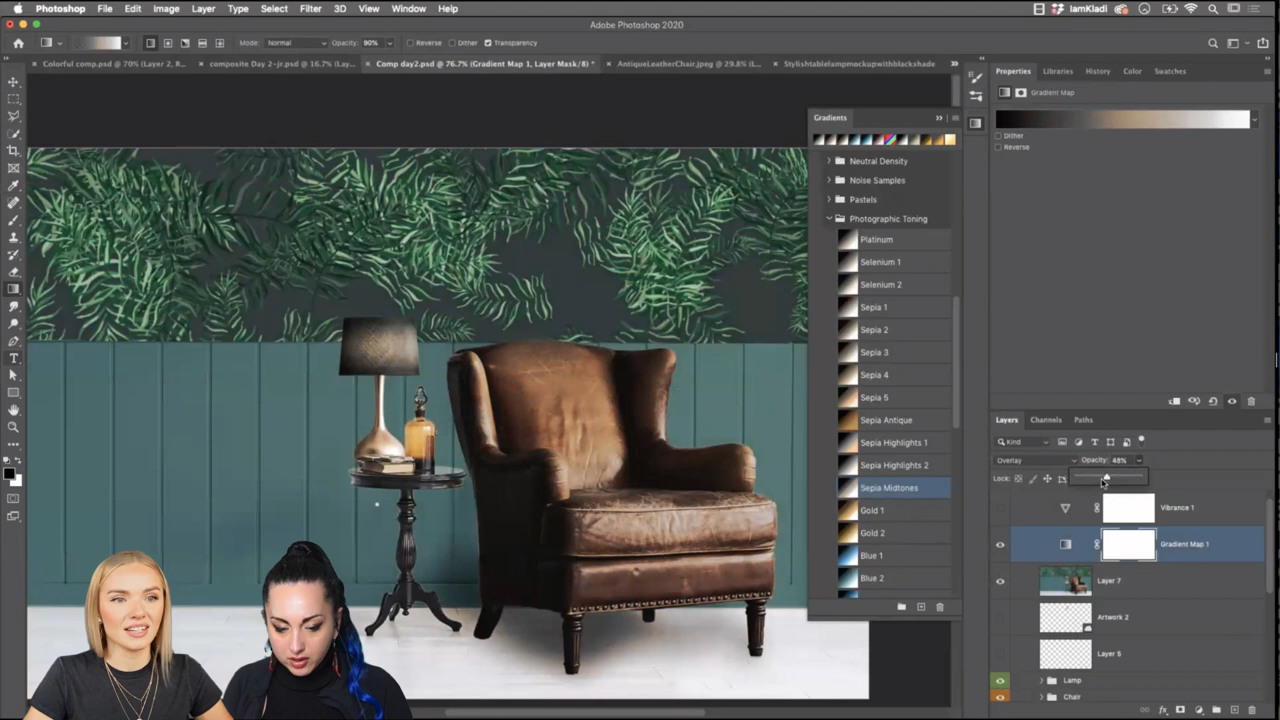 Photoshop File Edit Image Layer Type Select Filter 3D View Window Help IamKladi
Adobe Photoshop 2020
Mode: Normal Opacity: 90% Reverse Dither Transparency
Colorful comp.psd @ 70% (Layer 2, R... × composite Day 2-jr.psd @ 16.7% (Lay... × Comp day2.psd @ 76.7% (Gradient Map 1, Layer Mask/8) * × AntiqueLeatherChair.jpeg @ 29.8% (L... × Stylishtablelampmockupwithblackshade
Properties Libraries History Color Swatches
Gradient Map
Dither
Reverse
Gradients
Neutral Density
Noise Samples
Pastels
Photographic Toning
Platinum
Selenium 1
Selenium 2
Sepia 1
Sepia 2
Sepia 3
Sepia 4
Sepia 5
Sepia Antique
Sepia Highlights 1
Sepia Highlights 2
Sepia Midtones
Gold 1
Gold 2
Blue 1
Blue 2
Layers Channels Paths
Kind
Overlay Opacity: 48%
Lock:
Vibrance 1
Gradient Map 1
Layer 7
Artwork 2
Layer 5
Lamp
Chair